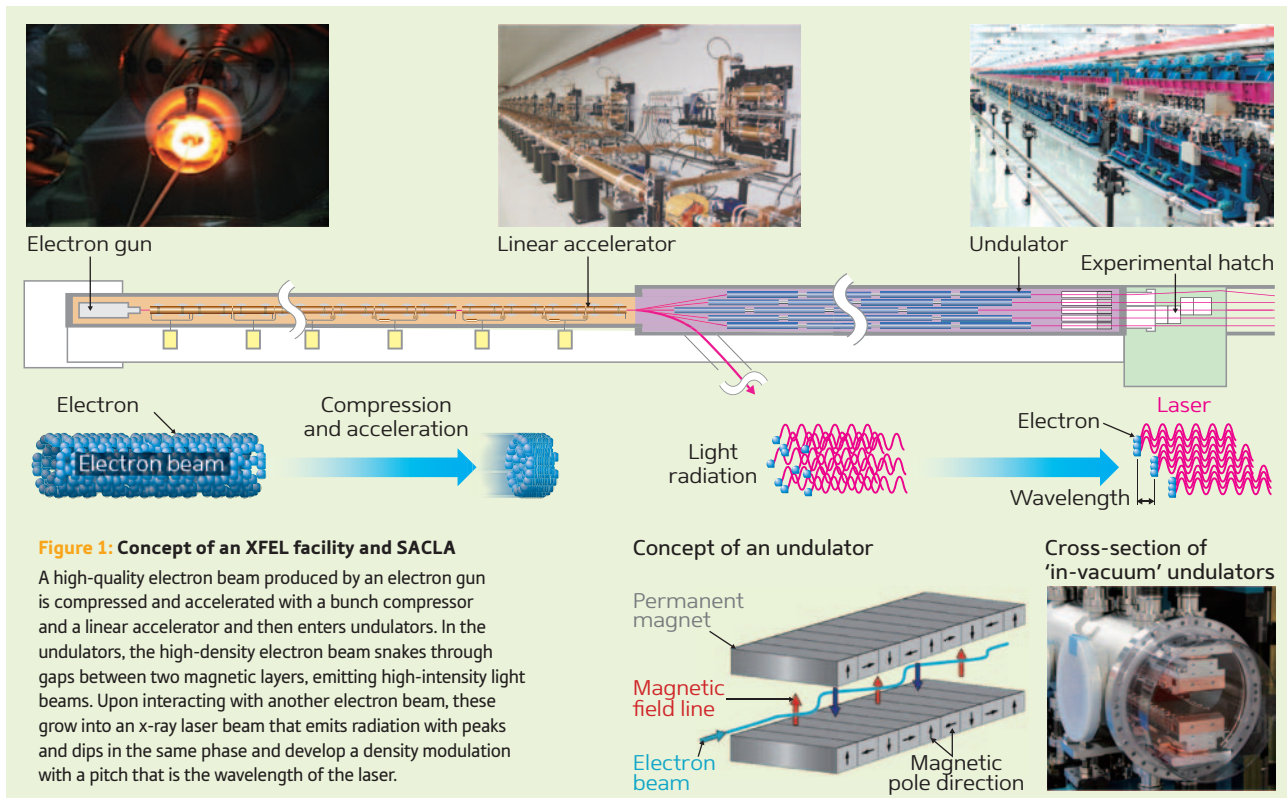 Electron gun
Linear accelerator
Undulator
Experimental hatch
Electron
Electron beam
Compression
and acceleration
Light
radiation
Electron
Laser
Wavelength
Figure 1: Concept of an XFEL facility and SACLA
A high-quality electron beam produced by an electron gun
is compressed and accelerated with a bunch compressor
and a linear accelerator and then enters undulators. In the
undulators, the high-density electron beam snakes through
gaps between two magnetic layers, emitting high-intensity light
beams. Upon interacting with another electron beam, these
grow into an x-ray laser beam that emits radiation with peaks
and dips in the same phase and develop a density modulation
with a pitch that is the wavelength of the laser.
Concept of an undulator
Permanent
magnet
Magnetic
field line
Electron
beam
Magnetic
pole direction
Cross-section of
‘in-vacuum’ undulators